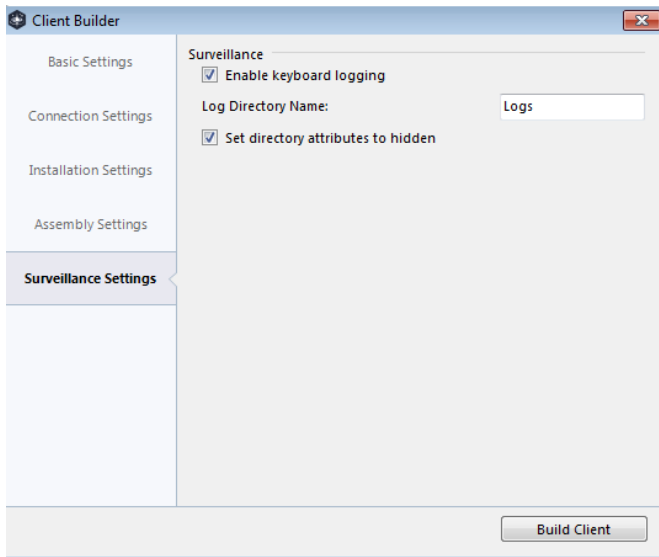 Client Builder
Basic Settings
Connection Settings
Installation Settings
Assembly Settings
Surveillance Settings
Surveillance
Enable keyboard logging
Log Directory Name: Logs
Set directory attributes to hidden
Build Client